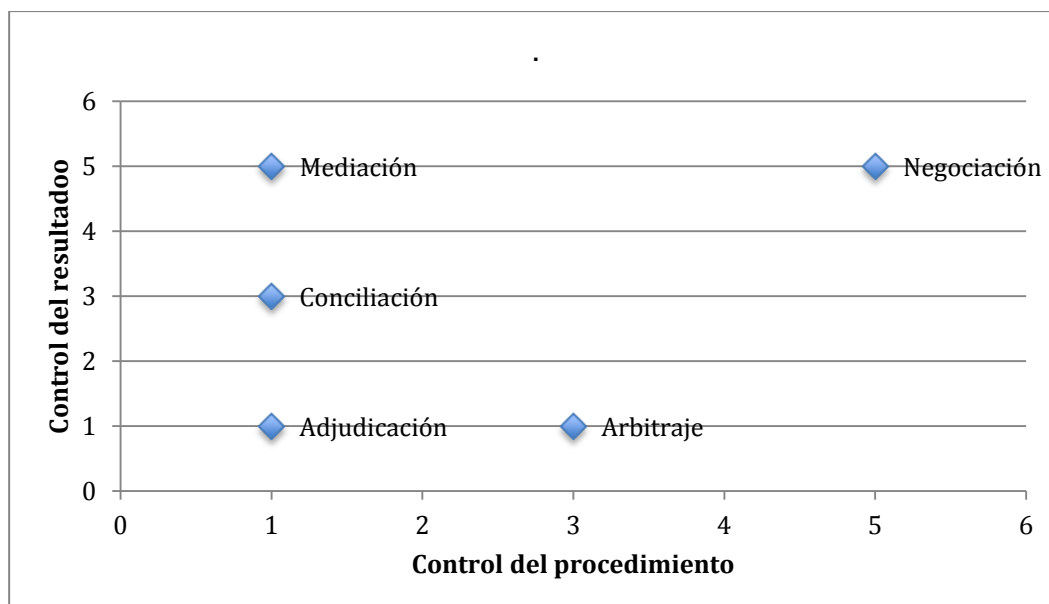 .
6
5
4
3
2
1
0
Control del resultadoo
Mediación
Negociación
Conciliación
Adjudicación
Arbitraje
0 1 2 3 4 5 6
Control del procedimiento